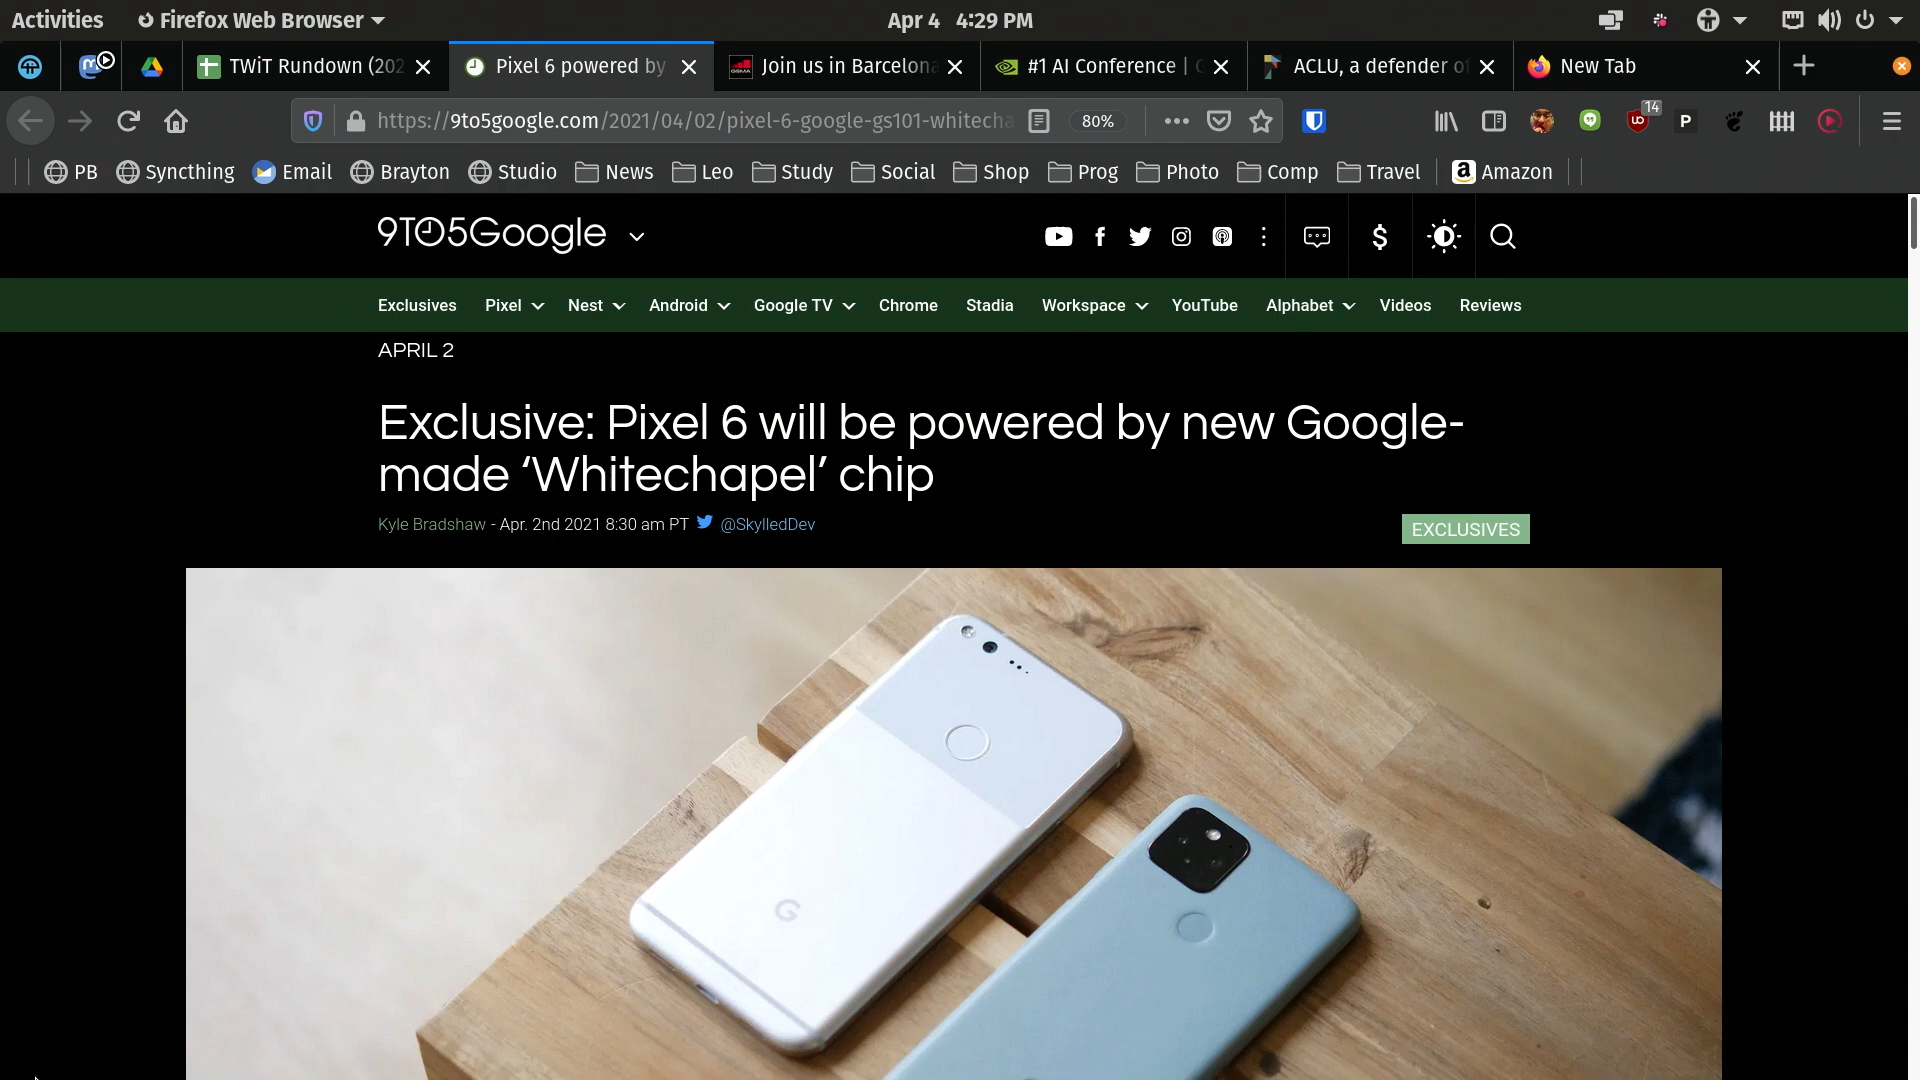 Activities Firefox Web Browser Apr 4 4:29 PM
TWiT Rundown (202 Pixel 6 powered by Join us in Barcelona #1 AI Conference | G ACLU, a defender of New Tab
https://9to5google.com/2021/04/02/pixel-6-google-gs101-whitecha 80% 14 P
PB Syncthing Email Brayton Studio News Leo Study Social Shop Prog Photo Comp Travel Amazon
9TO5Google
Exclusives Pixel Nest Android Google TV Chrome Stadia Workspace YouTube Alphabet Videos Reviews
APRIL 2
Exclusive: Pixel 6 will be powered by new Google-
made ‘Whitechapel’ chip
Kyle Bradshaw - Apr. 2nd 2021 8:30 am PT @SkylledDev
EXCLUSIVES
G